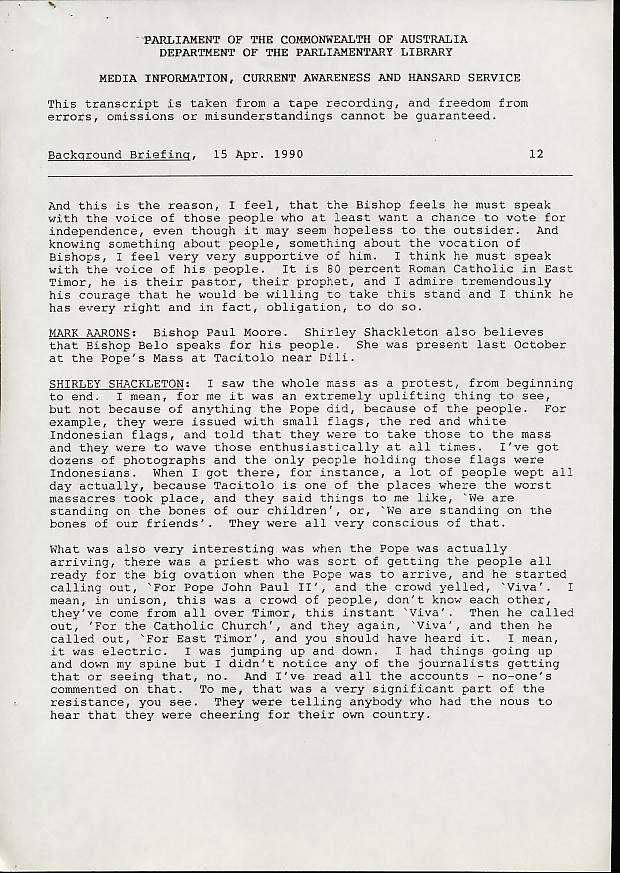 PARLIAMENT OF THE COMMONWEALTH OF AUSTRALIA
DEPARTMENT OF THE PARLIAMENTARY LIBRARY
MEDIA INFORMATION, CURRENT AWARENESS AND HANSARD SERVICE
This transcript is taken from a tape recording, and freedom from
errors, omissions or misunderstandings cannot be guaranteed.
Background Briefing, 15 Apr. 1990 12
And this is the reason, I feel, that the Bishop feels he must speak
with the voice of those people who at least want a chance to vote for
independence, even though it may seem hopeless to the outsider. And
knowing something about people, something about the vocation of
Bishops, I feel very very supportive of him. I think he must speak
with the voice of his people. It is 80 percent Roman Catholic in East
Timor, he is their pastor, their prophet, and I admire tremendously
his courage that he would be willing to take this stand and I think he
has every right and in fact, obligation, to do so.
MARK AARONS: Bishop Paul Moore. Shirley Shackleton also believes
that Bishop Belo speaks for his people. She was present last October
at the Pope's Mass at Tacitolo near Dili.
SHIRLEY SHACKLETON: I saw the whole mass as a protest, from beginning
to end. I mean, for me it was an extremely uplifting thing to see,
but not because of anything the Pope did, because of the people. For
example, they were issued with small flags, the red and white
Indonesian flags, and told that they were to take those to the mass
and they were to wave those enthusiastically at all times. I've got
dozens of photographs and the only people holding those flags were
Indonesians. When I got there, for instance, a lot of people wept all
day actually, because Tacitolo is one of the places where the worst
massacres took place, and they said things to me like, `We are
standing on the bones of our children', or, `We are standing on the
bones of our friends'. They were all very conscious of that.
What was also very interesting was when the Pope was actually
arriving, there was a priest who was sort of getting the people all
ready for the big ovation when the Pope was to arrive, and he started
calling out, `For Pope John Paul II', and the crowd yelled, `Viva'. I
mean, in unison, this was a crowd of people, don't know each other,
they've come from all over Timor, this instant `Viva'. Then he called
out, 'For the Catholic Church', and they again, `Viva', and then he
called out, `For East Timor', and you should have heard it. I mean,
it was electric. I was jumping up and down. I had things going up
and down my spine but I didn't notice any of the journalists getting
that or seeing that, no. And I've read all the accounts - no-one's
commented on that. To me, that was a very significant part of the
resistance, you see. They were telling anybody who had the nous to
hear that they were cheering for their own country.